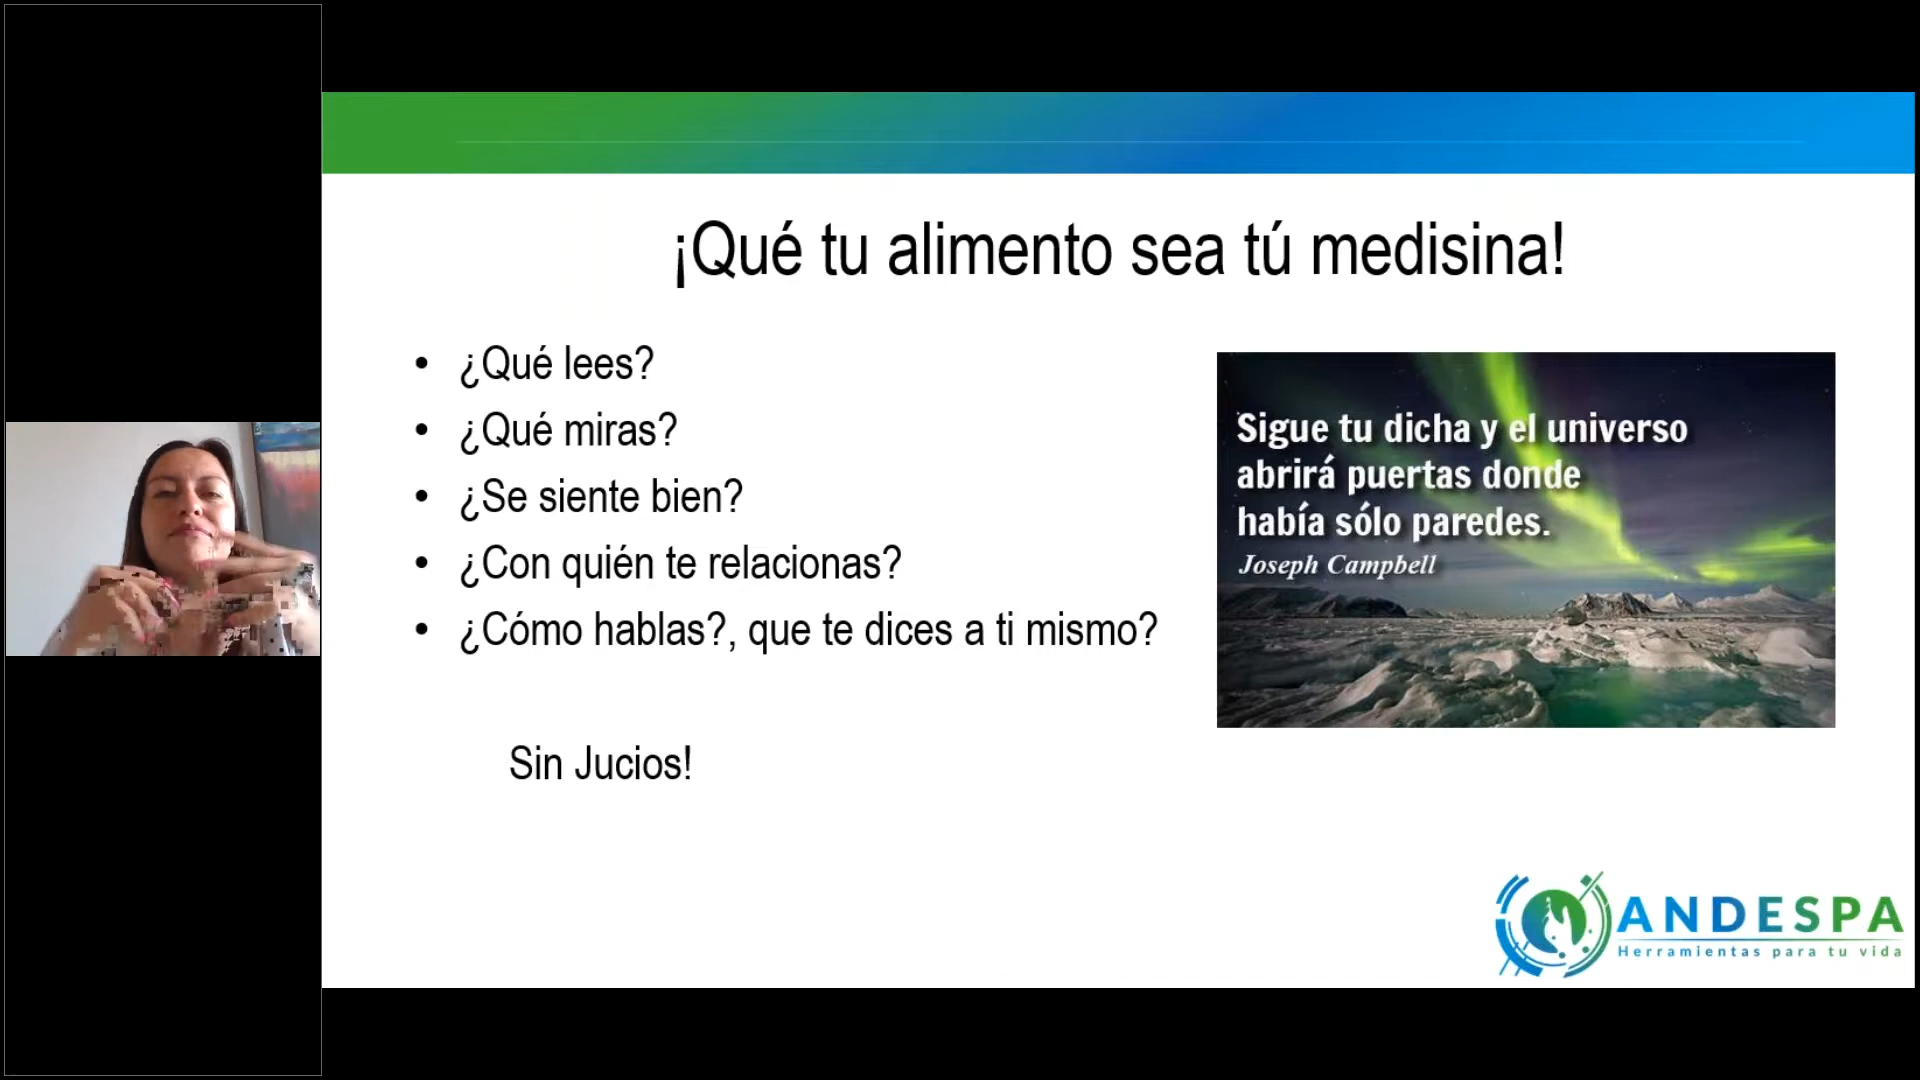 ¡Qué tu alimento sea tú medisina!
• ¿Qué lees?
• ¿Qué miras?
• ¿Se siente bien?
• ¿Con quién te relacionas?
• ¿Cómo hablas?, que te dices a ti mismo?
Sin Jucios!
Sigue tu dicha y el universo
abrirá puertas donde
había sólo paredes.
Joseph Campbell
ANDESPA
Herramientas para tu vida